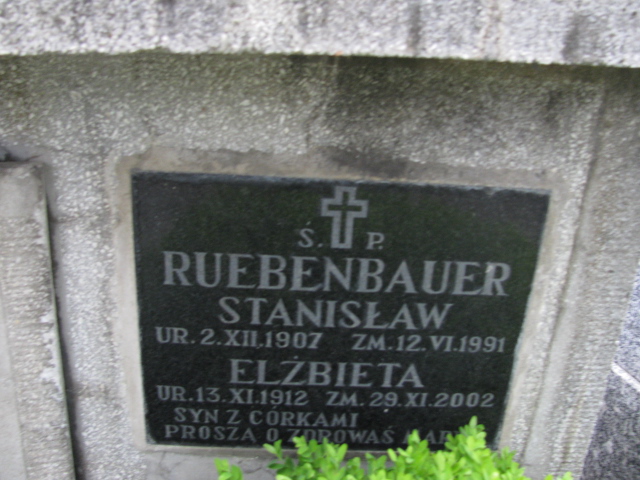 Ś. P.
RUEBENBAUER
STANISŁAW
UR. 2. XII. 1907 ZM. 12. VI. 1991
ELŻBIETA
UR. 13. XI. 1912 ZM. 29. XI. 2002
SYN Z CÓRKAMI
PROSZĄ O ZDROWAŚ